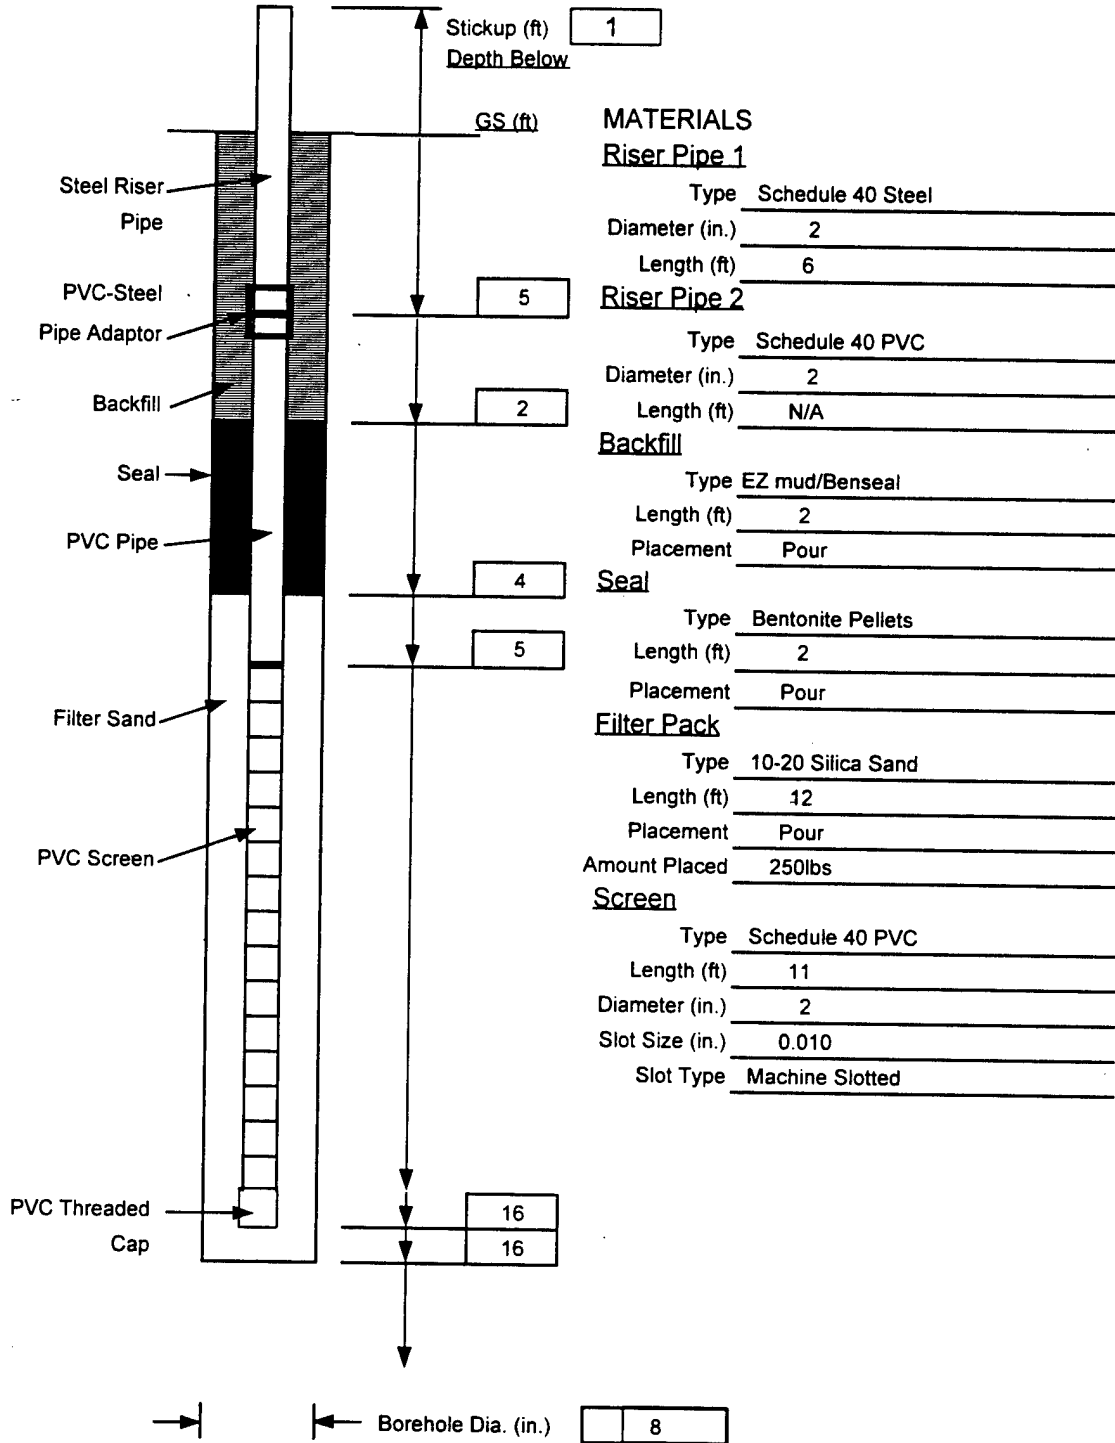 Stickup (ft) 1
Depth Below
GS (ft)
Steel Riser
Pipe
PVC-Steel
Pipe Adaptor
5
Backfill
2
Seal
PVC Pipe
4
5
Filter Sand
PVC Screen
PVC Threaded
Cap
16
16
Borehole Dia. (in.) 8
MATERIALS
Riser Pipe 1
Type Schedule 40 Steel
Diameter (in.) 2
Length (ft) 6
Riser Pipe 2
Type Schedule 40 PVC
Diameter (in.) 2
Length (ft) N/A
Backfill
Type EZ mud/Benseal
Length (ft) 2
Placement Pour
Seal
Type Bentonite Pellets
Length (ft) 2
Placement Pour
Filter Pack
Type 10-20 Silica Sand
Length (ft) 12
Placement Pour
Amount Placed 250lbs
Screen
Type Schedule 40 PVC
Length (ft) 11
Diameter (in.) 2
Slot Size (in.) 0.010
Slot Type Machine Slotted